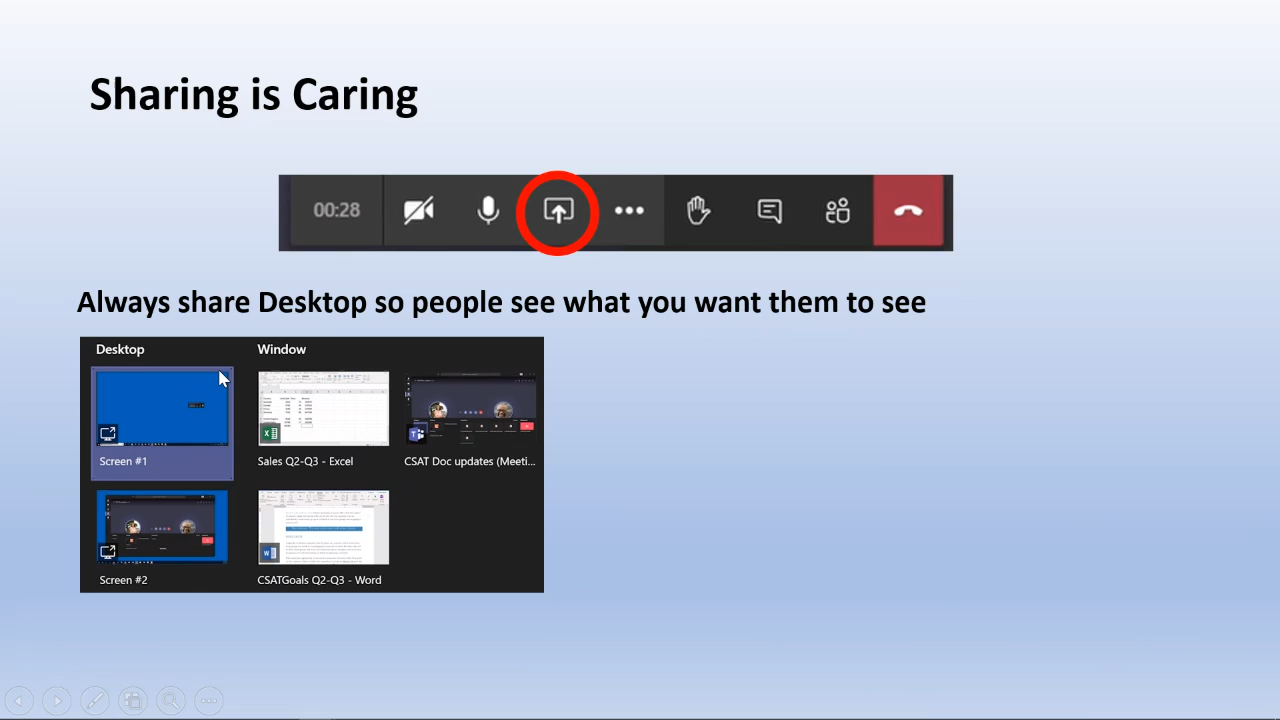 Sharing is Caring
00:28
Always share Desktop so people see what you want them to see
Desktop
Window
Screen #1
Sales Q2-Q3 - Excel
CSAT Doc updates (Meeti...
Screen #2
CSATGoals Q2-Q3 - Word